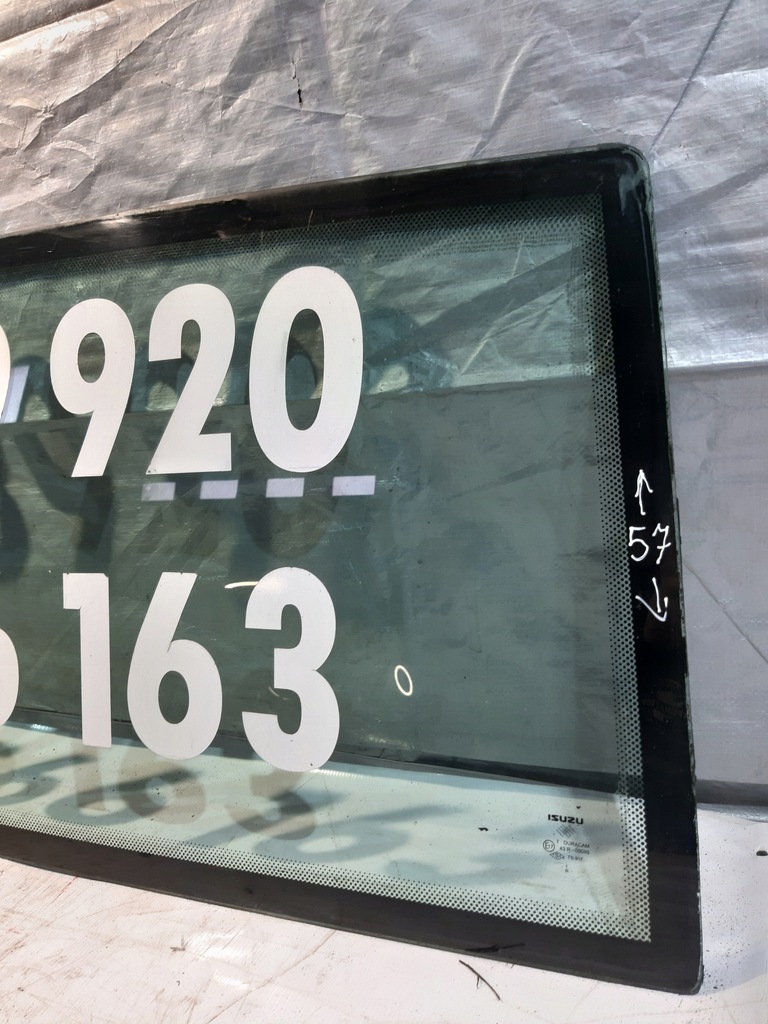 920
↑
57
↓
163
ISUZU
DURACAM